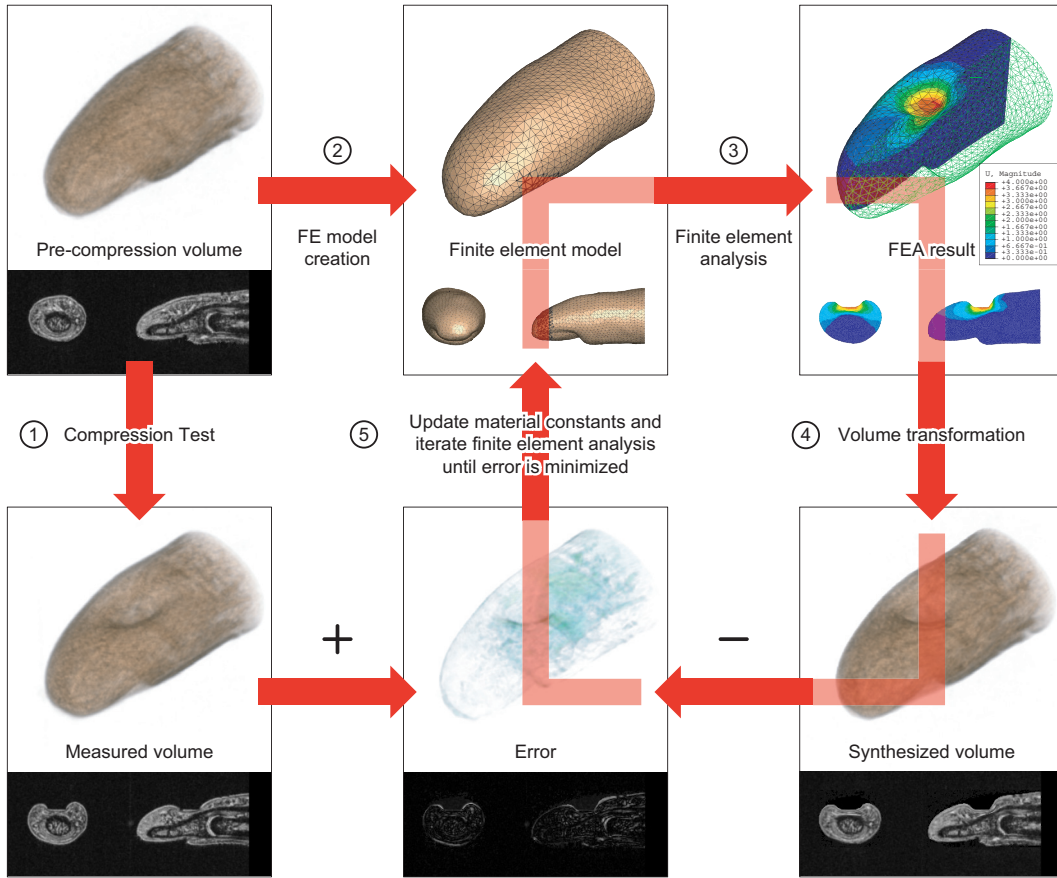 Pre-compression volume
②
FE model
creation
Finite element model
③
Finite element
analysis
FEA result
U, Magnitude
+4.000e+00
+3.667e+00
+3.333e+00
+3.000e+00
+2.667e+00
+2.333e+00
+2.000e+00
+1.667e+00
+1.333e+00
+1.000e+00
+6.667e-01
+3.333e-01
+0.000e+00
① Compression Test
⑤ Update material constants and
iterate finite element analysis
until error is minimized
④ Volume transformation
Measured volume
+
Error
−
Synthesized volume